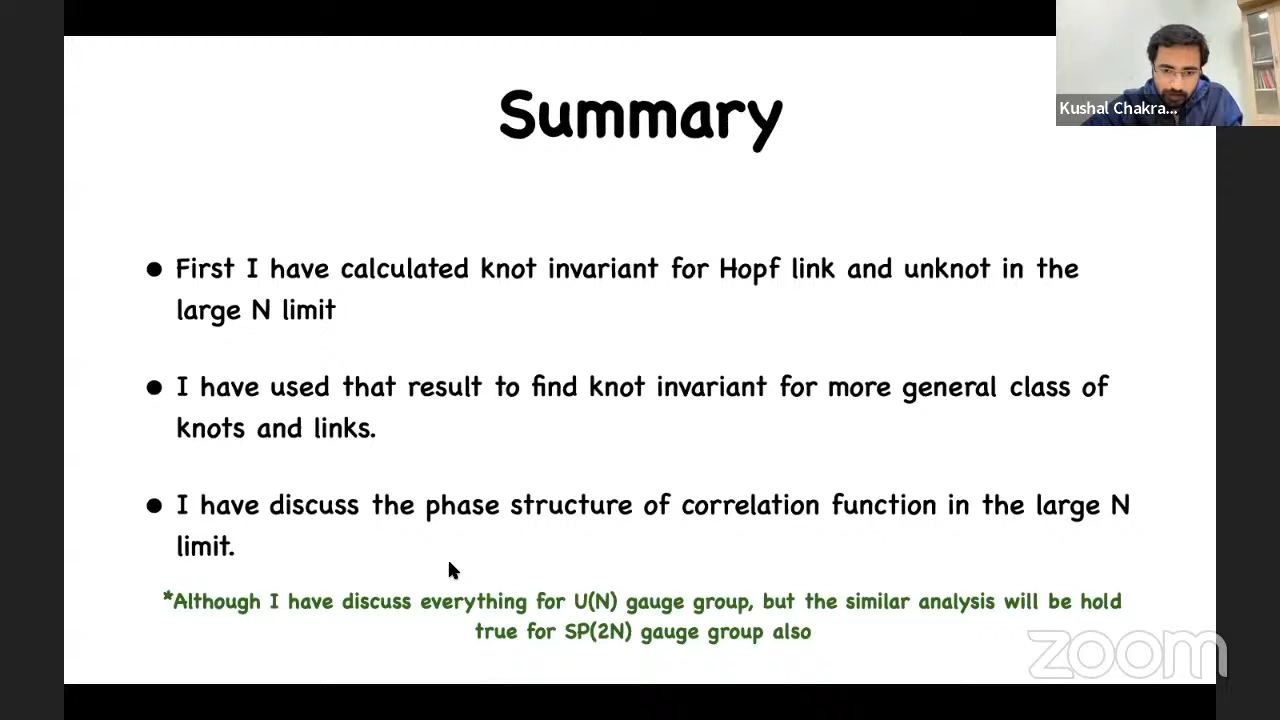 Summary
Kushal Chakra...
● First I have calculated knot invariant for Hopf link and unknot in the
large N limit
● I have used that result to find knot invariant for more general class of
knots and links.
● I have discuss the phase structure of correlation function in the large N
limit.
*Although I have discuss everything for U(N) gauge group, but the similar analysis will be hold
true for SP(2N) gauge group also
zoom